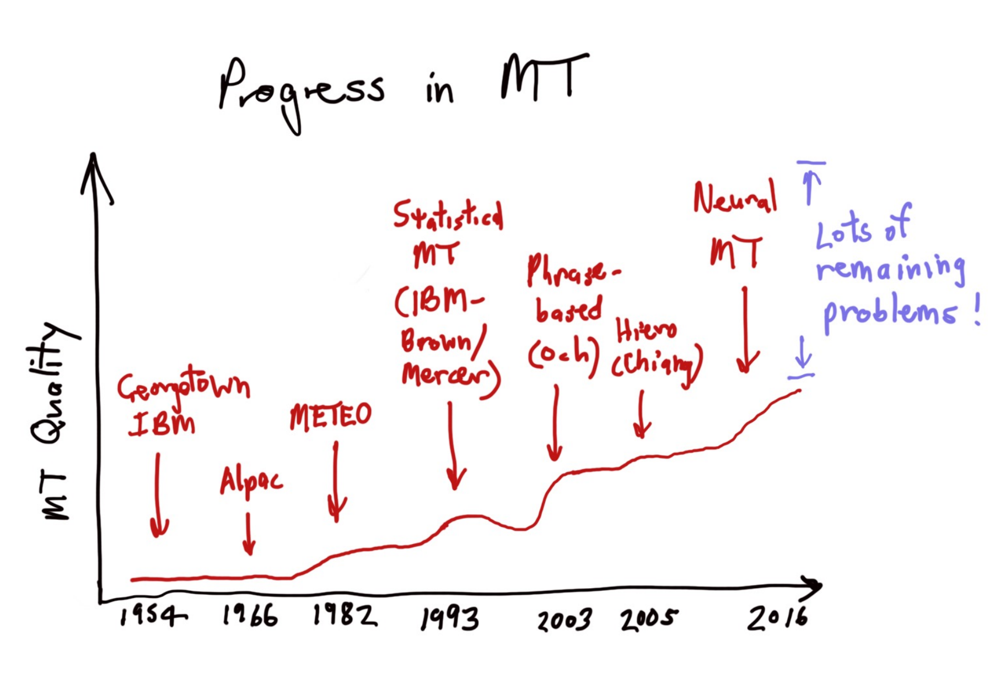 Progress in MT
MT Quality
Georgetown
IBM
Alpac
METEO
Statistical
MT
(IBM-
Brown/
Mercer)
Phrase-
based
(Och)
Hiero
(Chiang)
Neural
MT
Lots of
remaining
problems!
1954 1966 1982 1993 2003 2005 2016